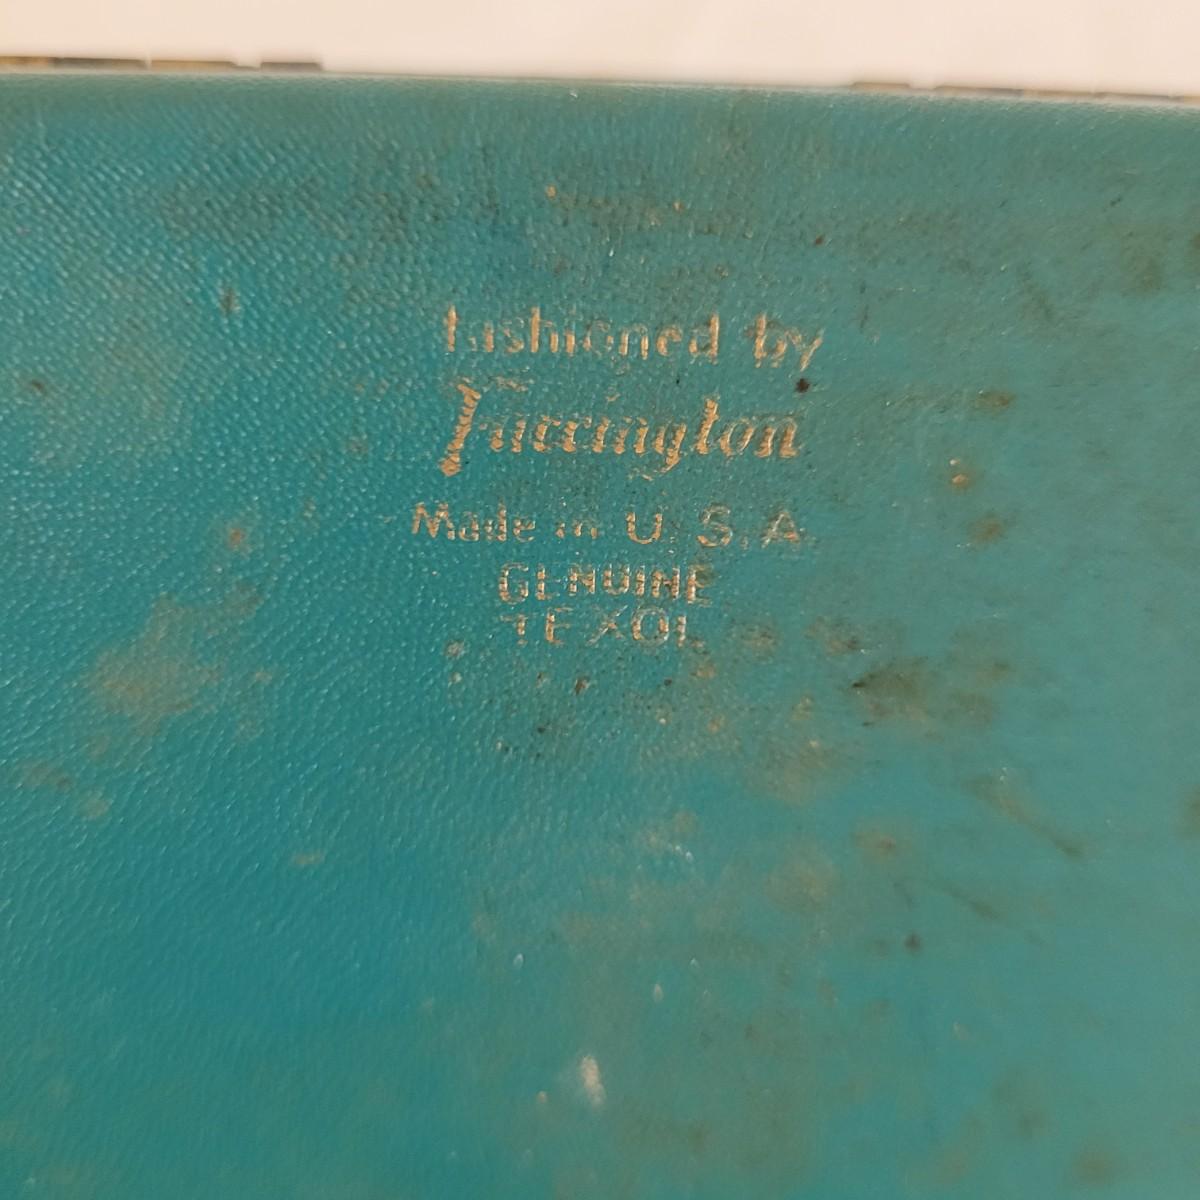 fashioned by
Farrington
Made in U.S.A.
GENUINE
TEXOL